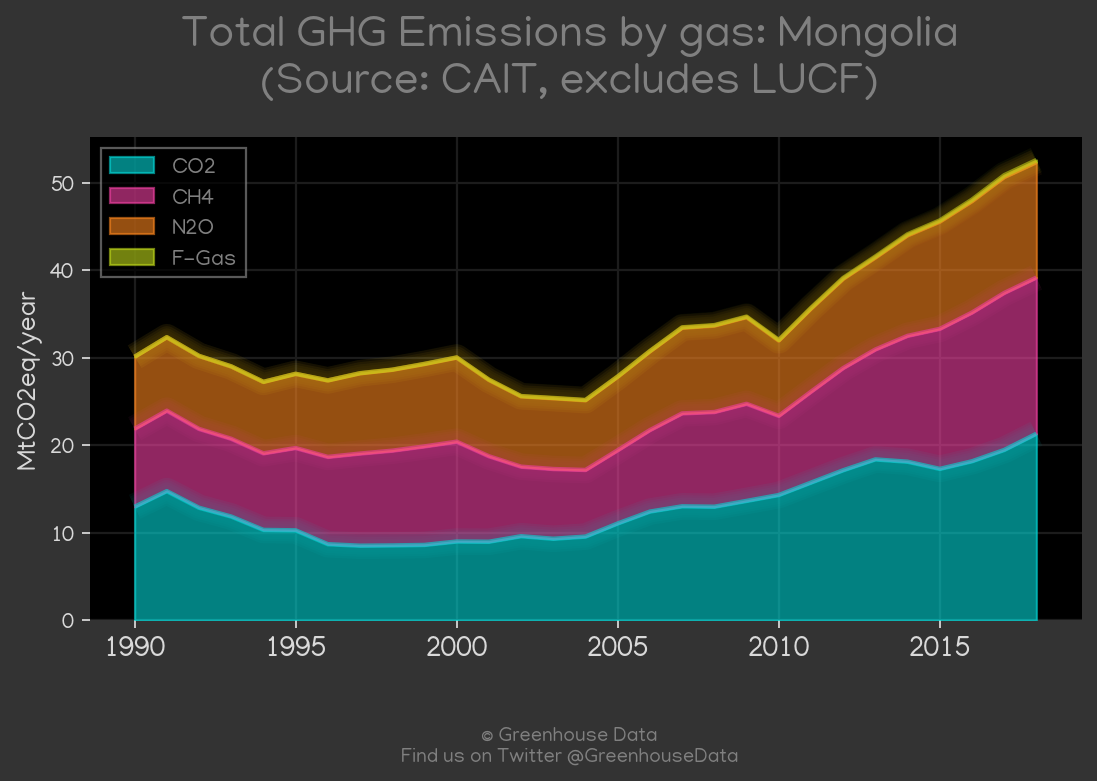 Total GHG Emissions by gas: Mongolia
(Source: CAIT, excludes LUCF)
CO2
CH4
N2O
F-Gas
MtCO2eq/year
50
40
30
20
10
0
1990 1995 2000 2005 2010 2015
© Greenhouse Data
Find us on Twitter @GreenhouseData